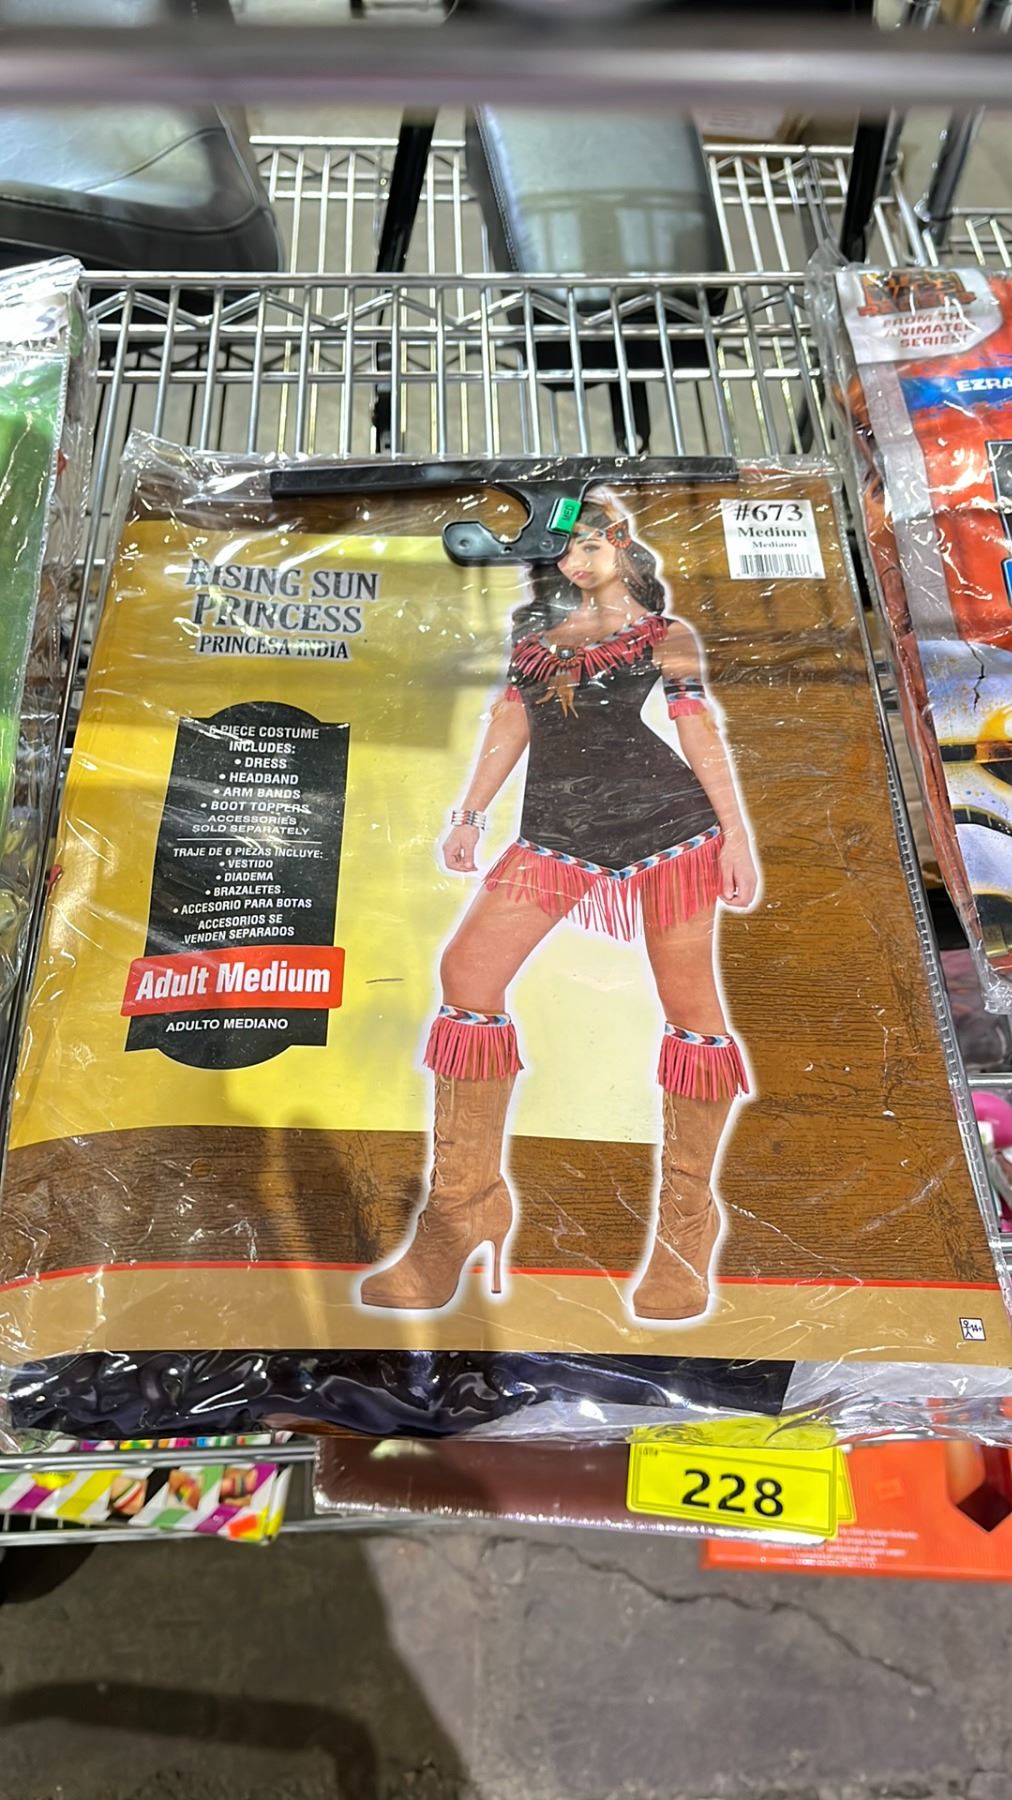 FROM THE
ANIMATED
SERIES!
EZRA
MED
#673
Medium
Mediano
RISING SUN
PRINCESS
PRINCESA INDIA
6 PIECE COSTUME
INCLUDES:
• DRESS
• HEADBAND
• ARM BANDS
• BOOT TOPPERS
ACCESSORIES
SOLD SEPARATELY
TRAJE DE 6 PIEZAS INCLUYE:
• VESTIDO
• DIADEMA
• BRAZALETES
• ACCESORIO PARA BOTAS
ACCESORIOS SE
VENDEN SEPARADOS
Adult Medium
ADULTO MEDIANO
14+
228